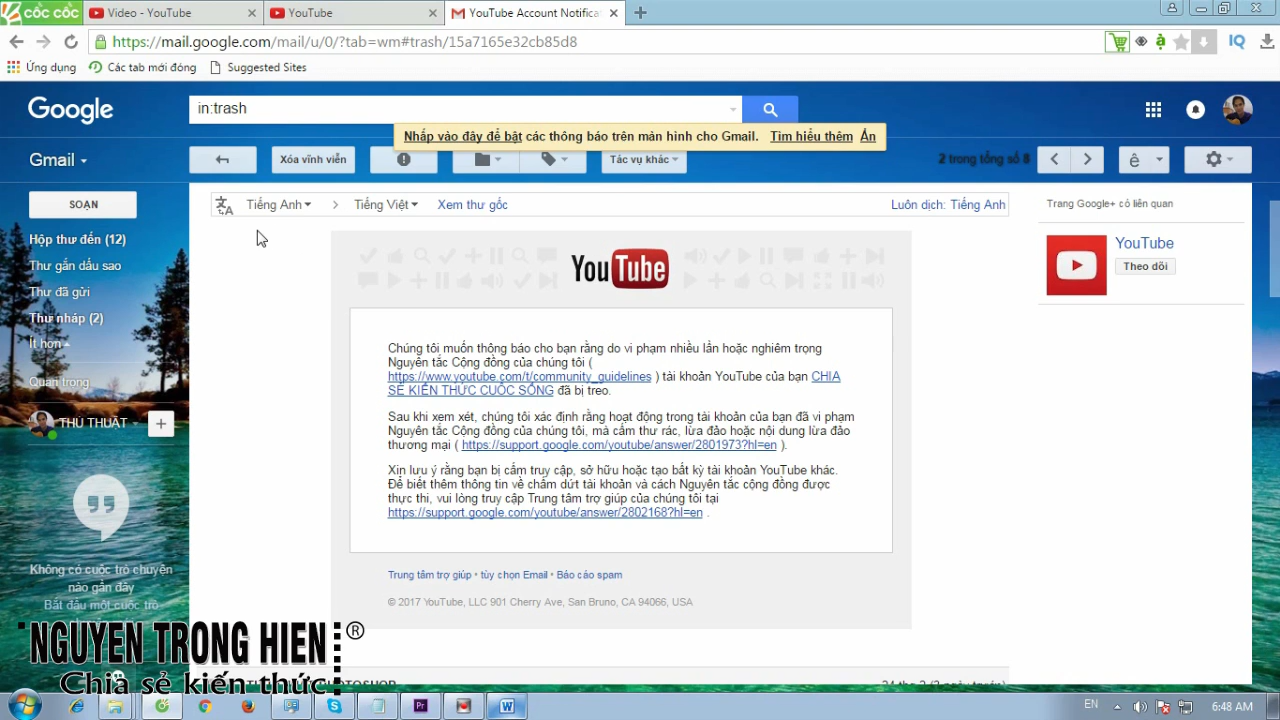 cốc cốc
Video - YouTube
YouTube
YouTube Account Notifica
https://mail.google.com/mail/u/0/?tab=wm#trash/15a7165e32cb85d8
IQ
Ứng dụng
Các tab mới đóng
Suggested Sites
Google
in:trash
Nhấp vào đây để bật các thông báo trên màn hình cho Gmail. Tìm hiểu thêm Ẩn
Gmail
Xóa vĩnh viễn
Tác vụ khác
2 trong tổng số 8
ê
SOẠN
Tiếng Anh
Tiếng Việt
Xem thư gốc
Luôn dịch: Tiếng Anh
Trang Google+ có liên quan
Hộp thư đến (12)
Thư gắn dấu sao
Thư đã gửi
Thư nháp (2)
Ít hơn
Quan trọng
YouTube
Theo dõi
THỦ THUẬT
YouTube
Chúng tôi muốn thông báo cho bạn rằng do vi phạm nhiều lần hoặc nghiêm trọng
Nguyên tắc Cộng đồng của chúng tôi (
https://www.youtube.com/t/community_guidelines ) tài khoản YouTube của bạn CHIA
SẺ KIẾN THỨC CUỘC SỐNG đã bị treo.
Sau khi xem xét, chúng tôi xác định rằng hoạt động trong tài khoản của bạn đã vi phạm
Nguyên tắc Cộng đồng của chúng tôi, mà cấm thư rác, lừa đảo hoặc nội dung lừa đảo
thương mại ( https://support.google.com/youtube/answer/2801973?hl=en ).
Xin lưu ý rằng bạn bị cấm truy cập, sở hữu hoặc tạo bất kỳ tài khoản YouTube khác.
Để biết thêm thông tin về chấm dứt tài khoản và cách Nguyên tắc cộng đồng được
thực thi, vui lòng truy cập Trung tâm trợ giúp của chúng tôi tại
https://support.google.com/youtube/answer/2802168?hl=en .
Trung tâm trợ giúp • tùy chọn Email • Báo cáo spam
© 2017 YouTube, LLC 901 Cherry Ave, San Bruno, CA 94066, USA
Không có cuộc trò chuyện
nào gần đây
Bắt đầu một cuộc trò
NGUYEN TRONG HIEN ®
Chia sẻ kiến thức
EN
6:48 AM